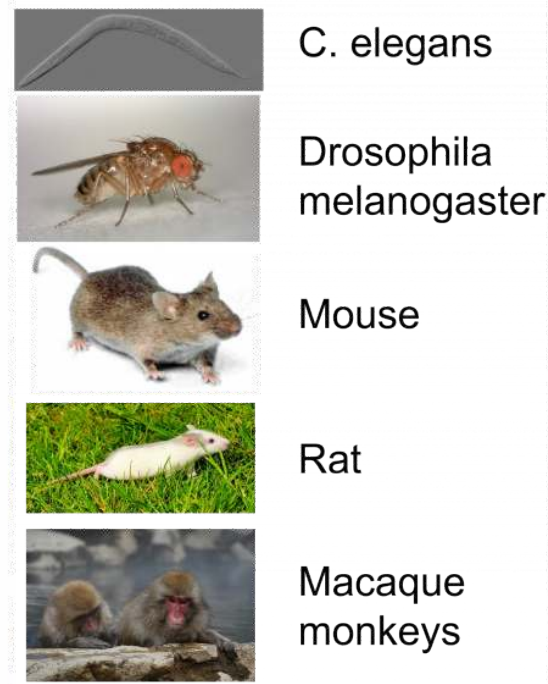 C. elegans
Drosophila
melanogaster
Mouse
Rat
Macaque
monkeys